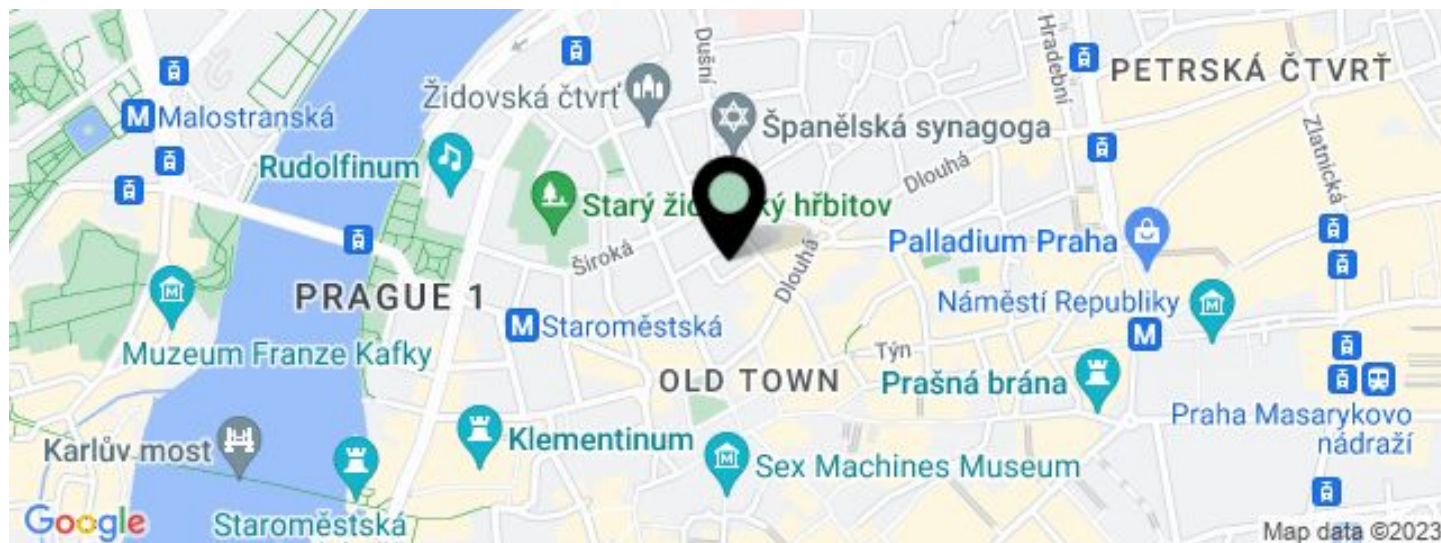 Dušní
Hradební
PETRSKÁ ČTVRŤ
Židovská čtvrť
M Malostranská
Španělská synagoga
Zlatnická
Rudolfinum
Dlouhá
Starý ži
ký hřbitov
Palladium Praha
Široká
Dlouhá
PRAGUE 1
Náměstí Republiky
M Staroměstská
M
Muzeum Franze Kafky
Týn
OLD TOWN
Prašná brána
Praha Masarykovo
nádraží
Karlův most
Klementinum
Sex Machines Museum
Staroměstská
Google
Map data ©2023